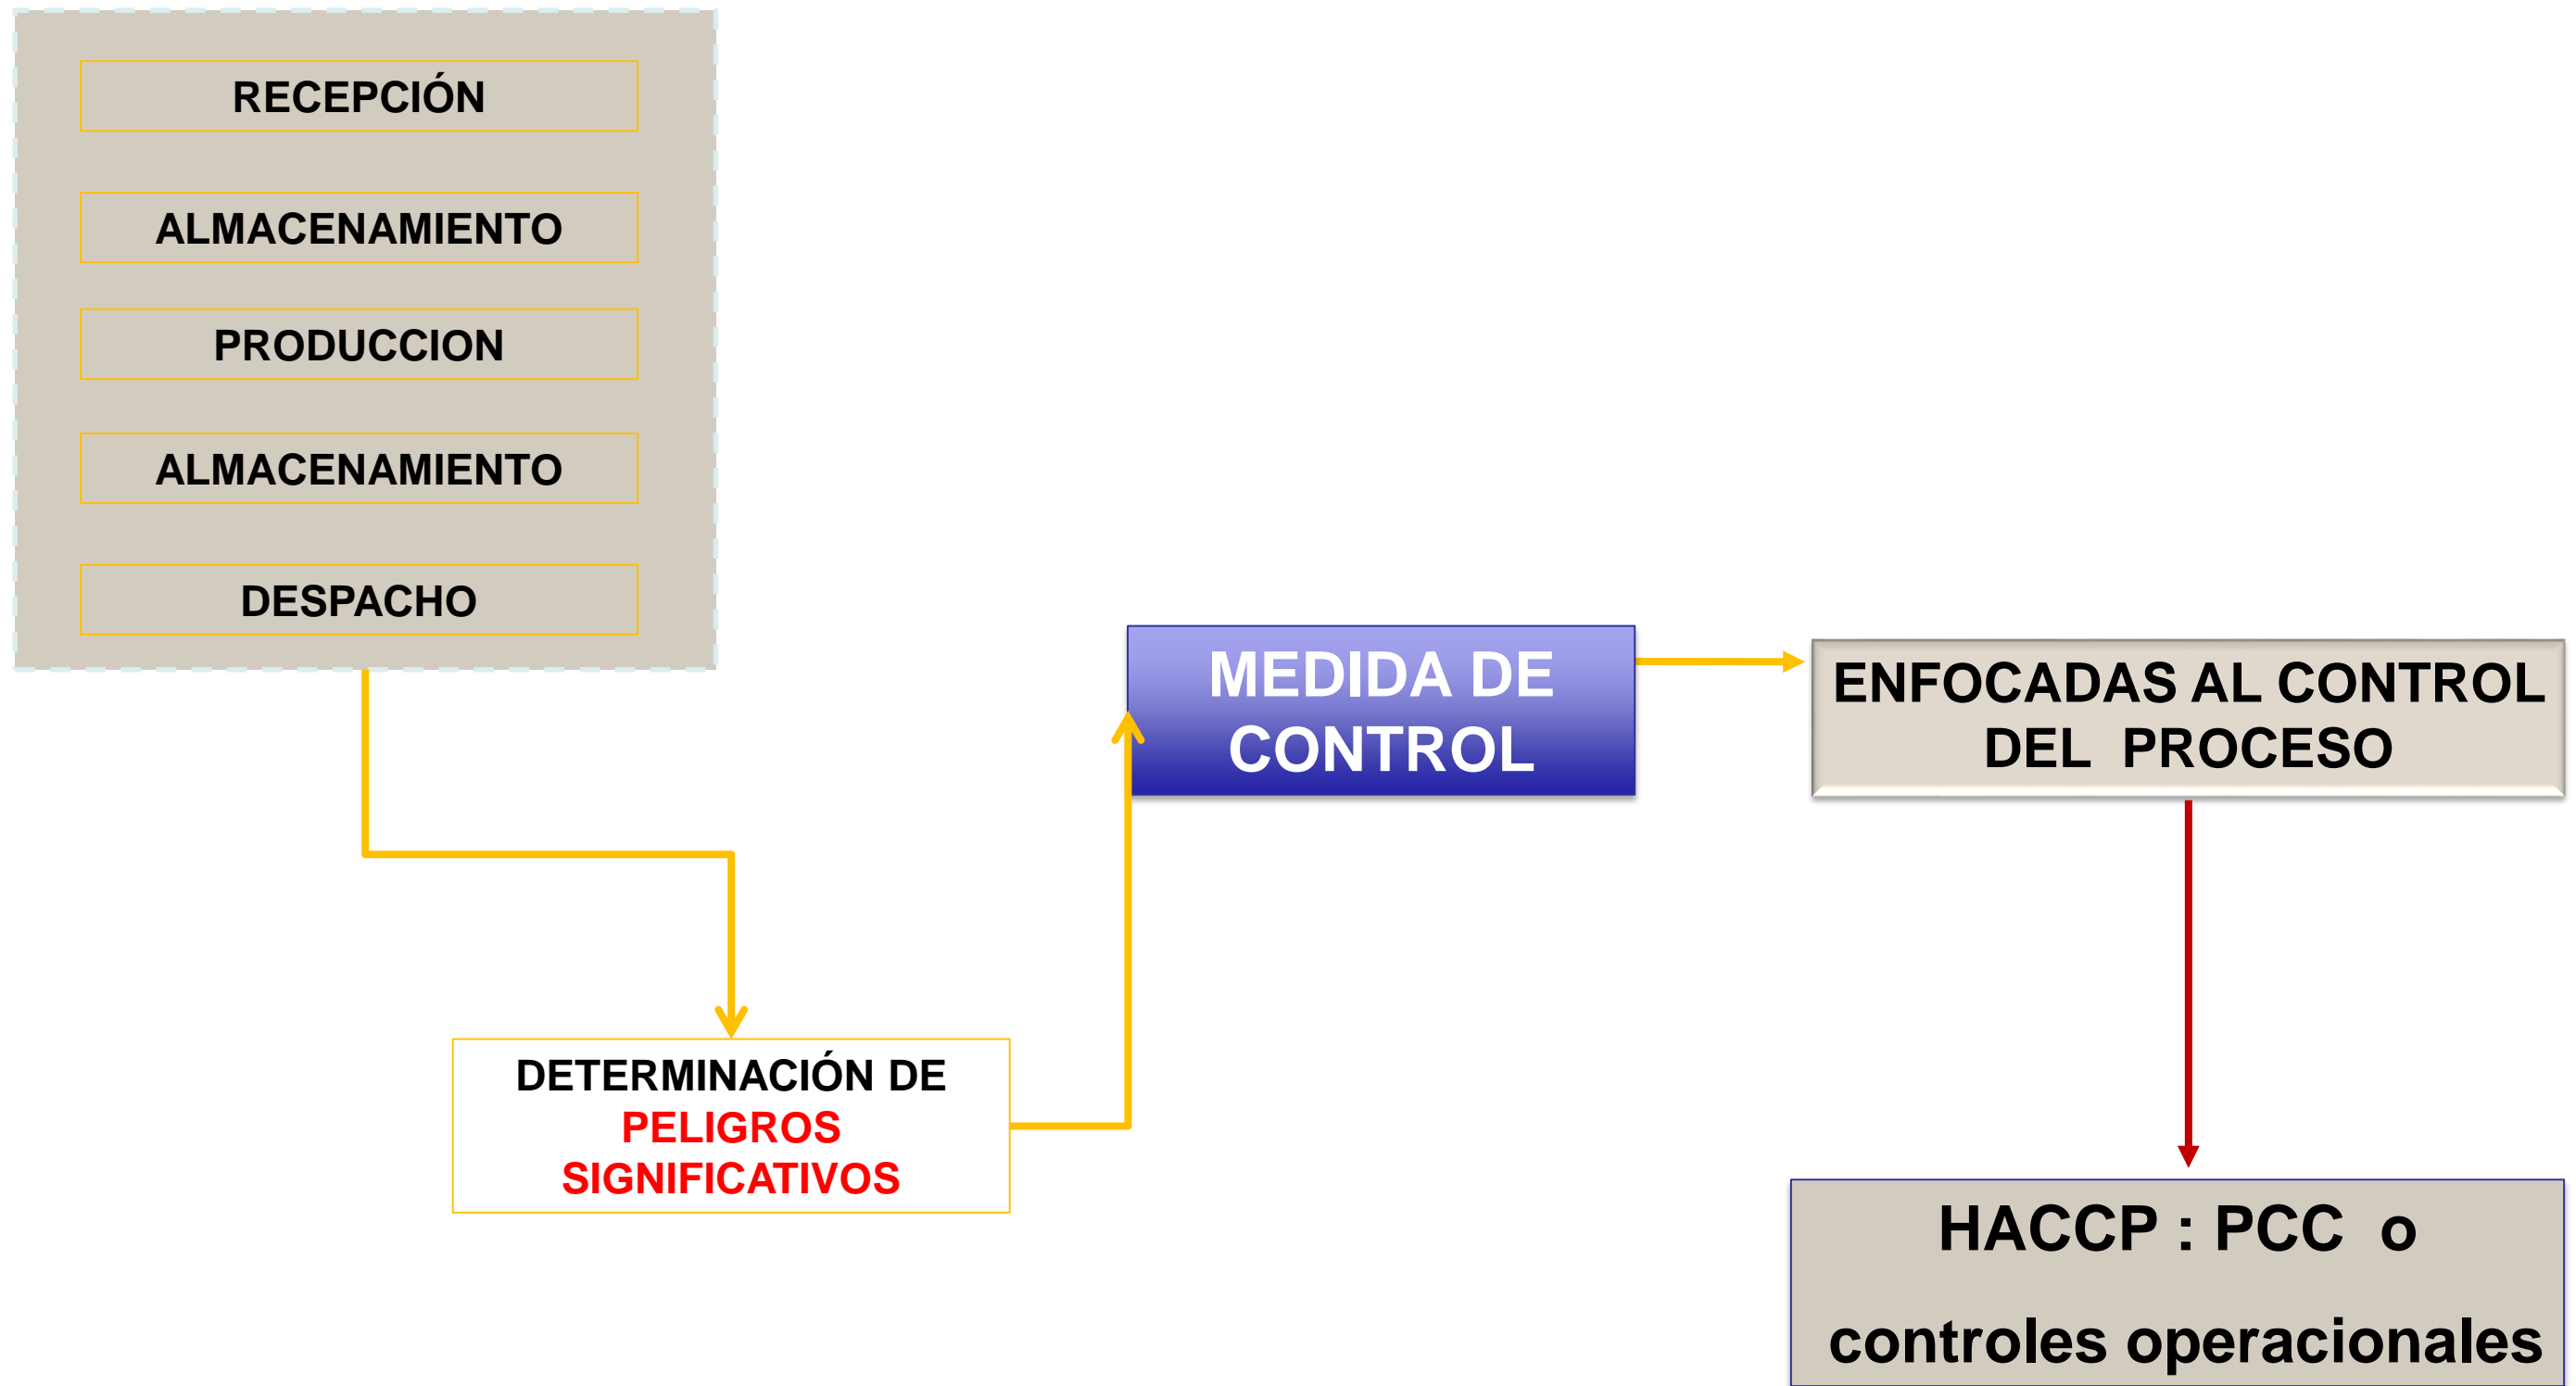 RECEPCIÓN
ALMACENAMIENTO
PRODUCCION
ALMACENAMIENTO
DESPACHO
DETERMINACIÓN DE
PELIGROS
SIGNIFICATIVOS
MEDIDA DE
CONTROL
ENFOCADAS AL CONTROL
DEL PROCESO
HACCP : PCC o
controles operacionales